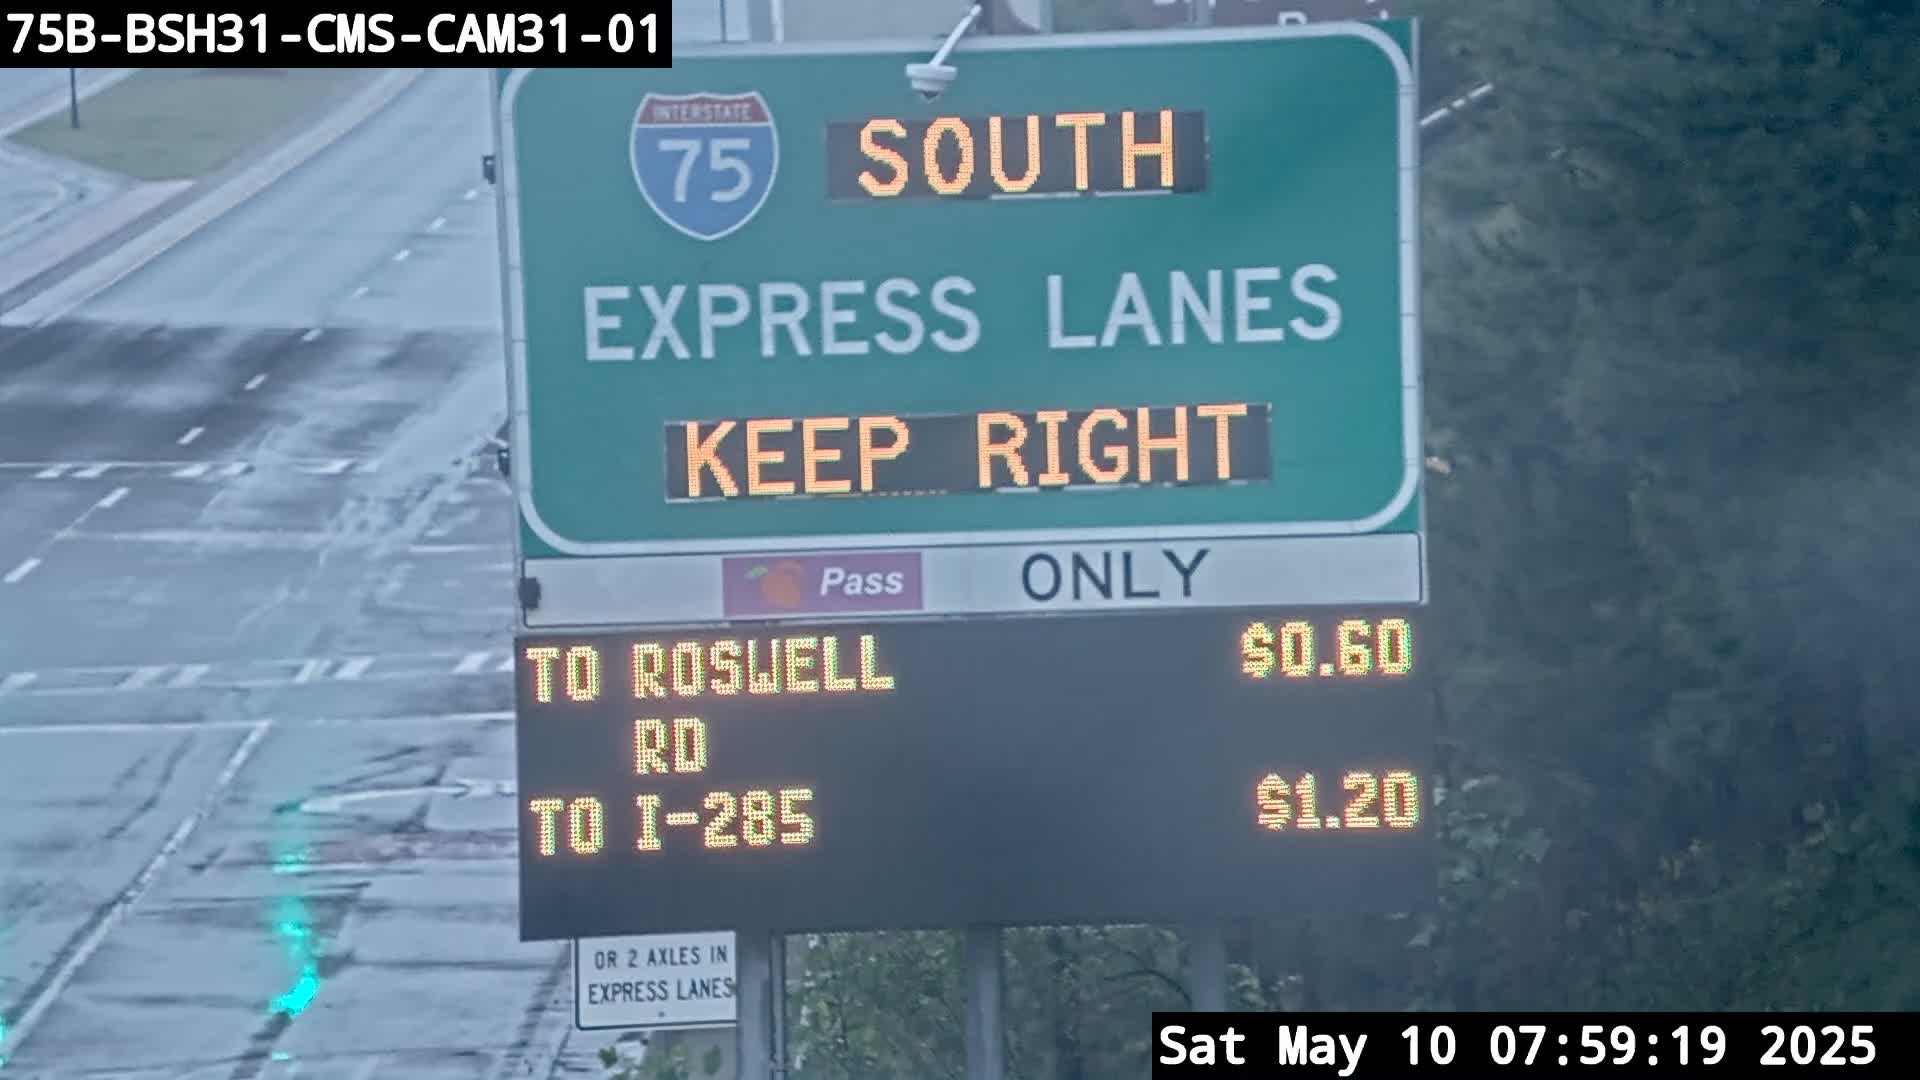 75B-BSH31-CMS-CAM31-01
INTERSTATE
75
SOUTH
EXPRESS LANES
KEEP RIGHT
Pass ONLY
TO ROSWELL $0.60
RD
TO I-285 $1.20
OR 2 AXLES IN
EXPRESS LANES
Sat May 10 07:59:19 2025